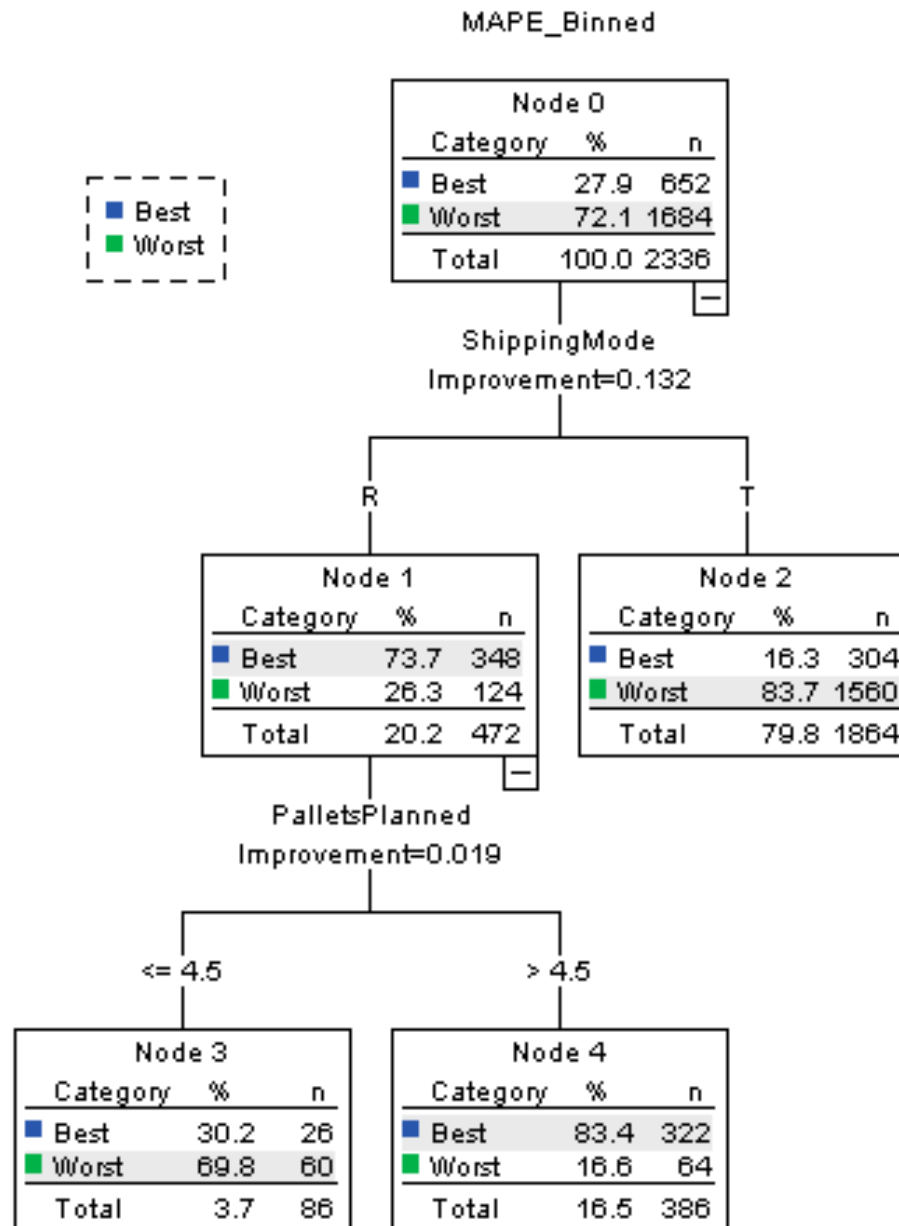 MAPE_Binned
Node 0
Category % n
Best 27.9 652
Worst 72.1 1684
Total 100.0 2336
Best
Worst
ShippingMode
Improvement=0.132
R
T
Node 1
Category % n
Best 73.7 348
Worst 26.3 124
Total 20.2 472
Node 2
Category % n
Best 16.3 304
Worst 83.7 1560
Total 79.8 1864
PalletsPlanned
Improvement=0.019
<= 4.5
> 4.5
Node 3
Category % n
Best 30.2 26
Worst 69.8 60
Total 3.7 86
Node 4
Category % n
Best 83.4 322
Worst 16.6 64
Total 16.5 386